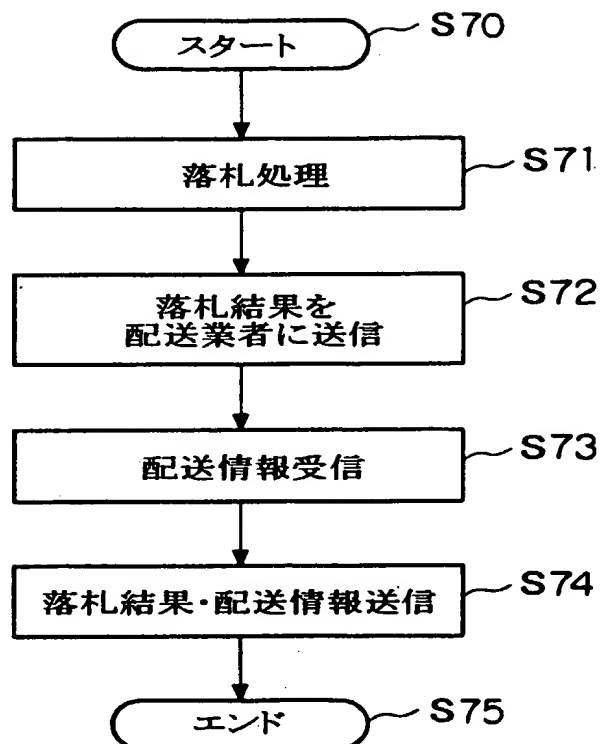 スタート
S70
落札処理
S71
落札結果を
配送業者に送信
S72
配送情報受信
S73
落札結果・配送情報送信
S74
エンド
S75